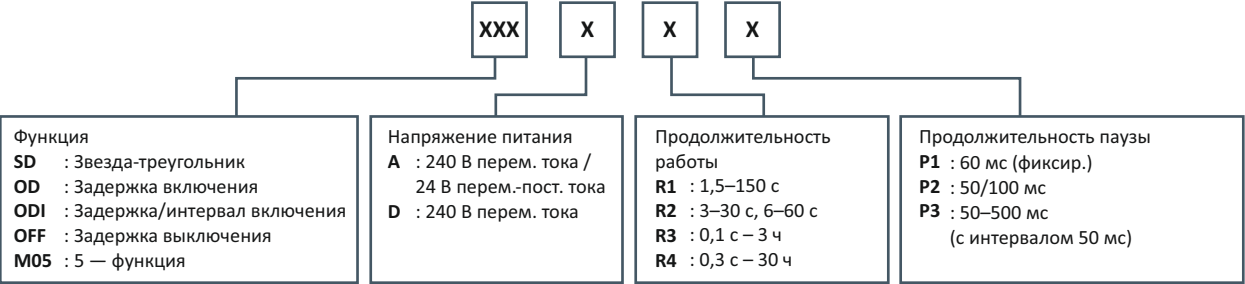 XXX X X X
Функция
SD : Звезда-треугольник
OD : Задержка включения
ODI : Задержка/интервал включения
OFF : Задержка выключения
M05 : 5 — функция
Напряжение питания
A : 240 В перем. тока /
24 В перем.-пост. тока
D : 240 В перем. тока
Продолжительность
работы
R1 : 1,5–150 с
R2 : 3–30 с, 6–60 с
R3 : 0,1 с – 3 ч
R4 : 0,3 с – 30 ч
Продолжительность паузы
P1 : 60 мс (фиксир.)
P2 : 50/100 мс
P3 : 50–500 мс
(с интервалом 50 мс)